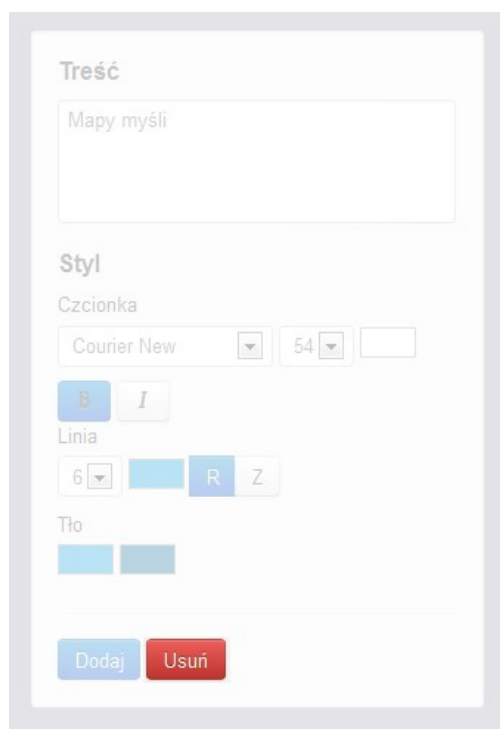 Treść
Mapy myśli
Styl
Czcionka
Courier New 54
B I
Linia
6 R Z
Tło
Dodaj Usuń